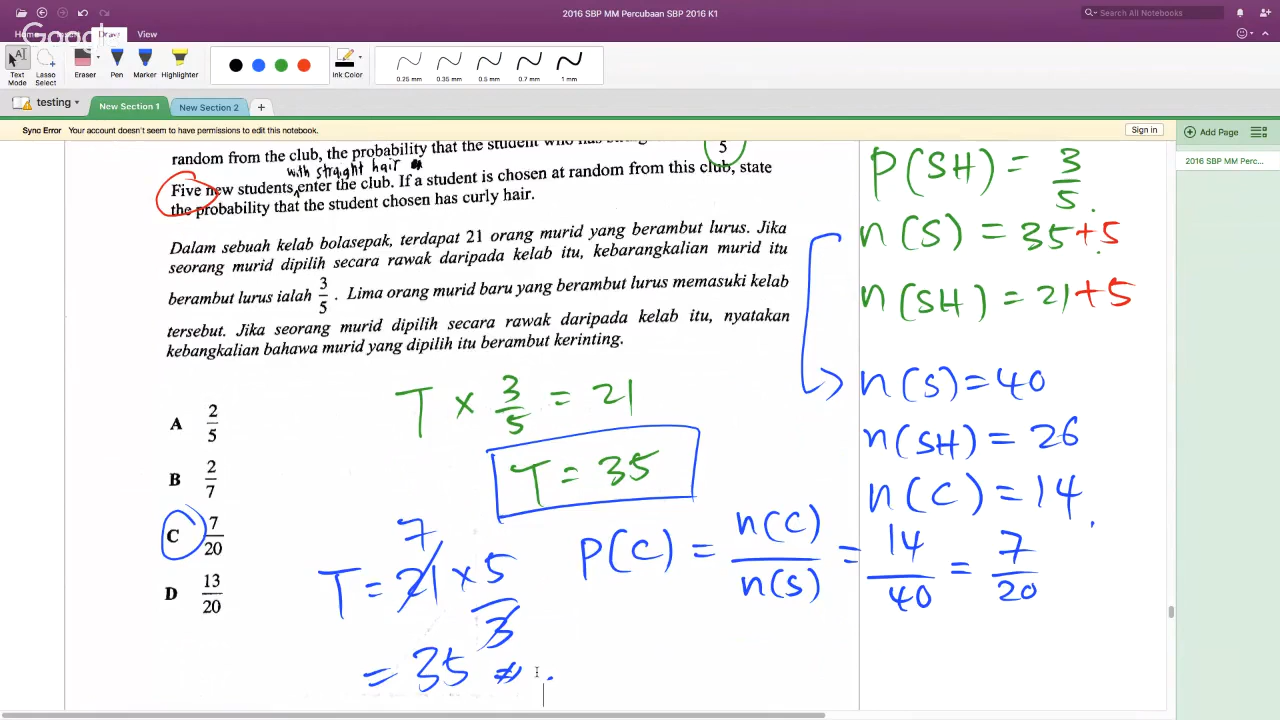 2016 SBP MM Percubaan SBP 2016 K1
Search All Notebooks
Google
Draw
View
Text Mode
Lasso Select
Eraser
Pen
Marker
Highlighter
Ink Color
0.25 mm
0.35 mm
0.5 mm
0.7 mm
1 mm
testing
New Section 1
New Section 2
Sync Error Your account doesn't seem to have permissions to edit this notebook.
Sign in
Add Page
2016 SBP MM Perc...
random from the club, the probability that the student who has
5
with straight hair
Five new students enter the club. If a student is chosen at random from this club, state
the probability that the student chosen has curly hair.
Dalam sebuah kelab bolasepak, terdapat 21 orang murid yang berambut lurus. Jika
seorang murid dipilih secara rawak daripada kelab itu, kebarangkalian murid itu
berambut lurus ialah 3/5 . Lima orang murid baru yang berambut lurus memasuki kelab
tersebut. Jika seorang murid dipilih secara rawak daripada kelab itu, nyatakan
kebangkalian bahawa murid yang dipilih itu berambut kerinting.
A 2/5
B 2/7
C 7/20
D 13/20
T × 3/5 = 21
T = 35
7
T = 21 × 5/3
= 35
P(C) = n(C)/n(S) = 14/40 = 7/20
P(SH) = 3/5
n(S) = 35 +5
n(SH) = 21 +5
n(S) = 40
n(SH) = 26
n(C) = 14